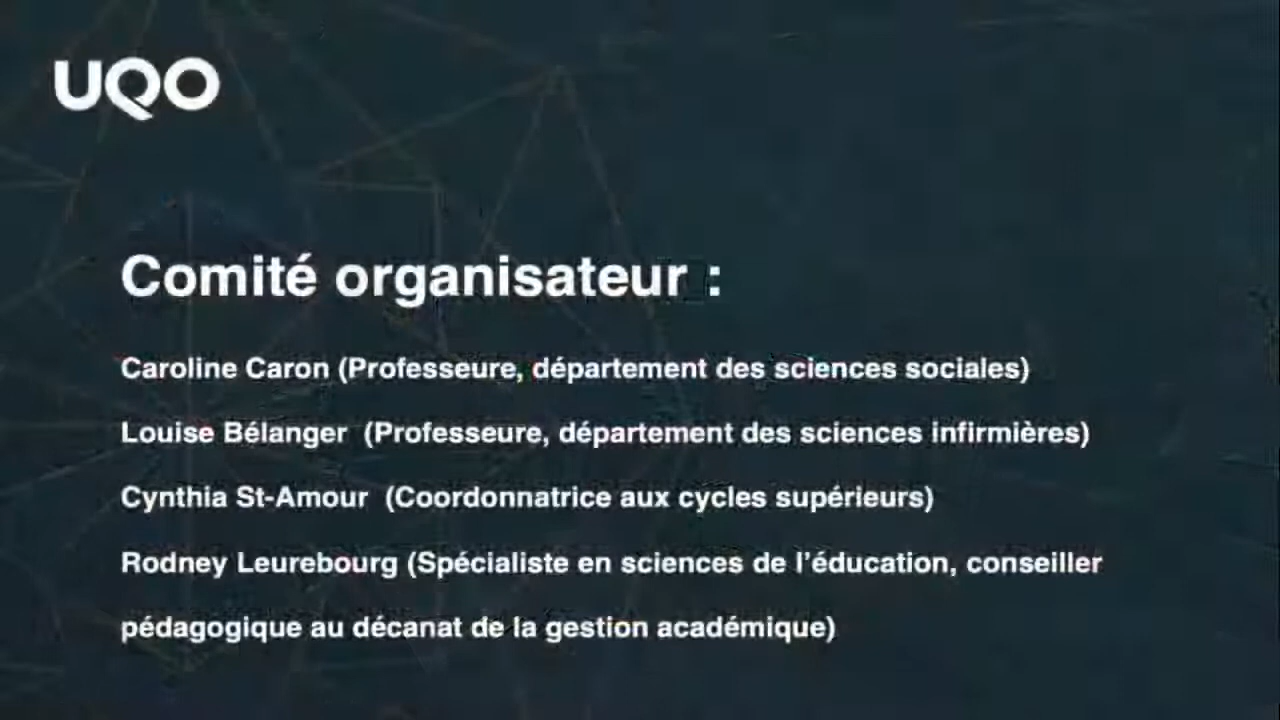 UQO
Comité organisateur :
Caroline Caron (Professeure, département des sciences sociales)
Louise Bélanger (Professeure, département des sciences infirmières)
Cynthia St-Amour (Coordonnatrice aux cycles supérieurs)
Rodney Leurebourg (Spécialiste en sciences de l'éducation, conseiller
pédagogique au décanat de la gestion académique)